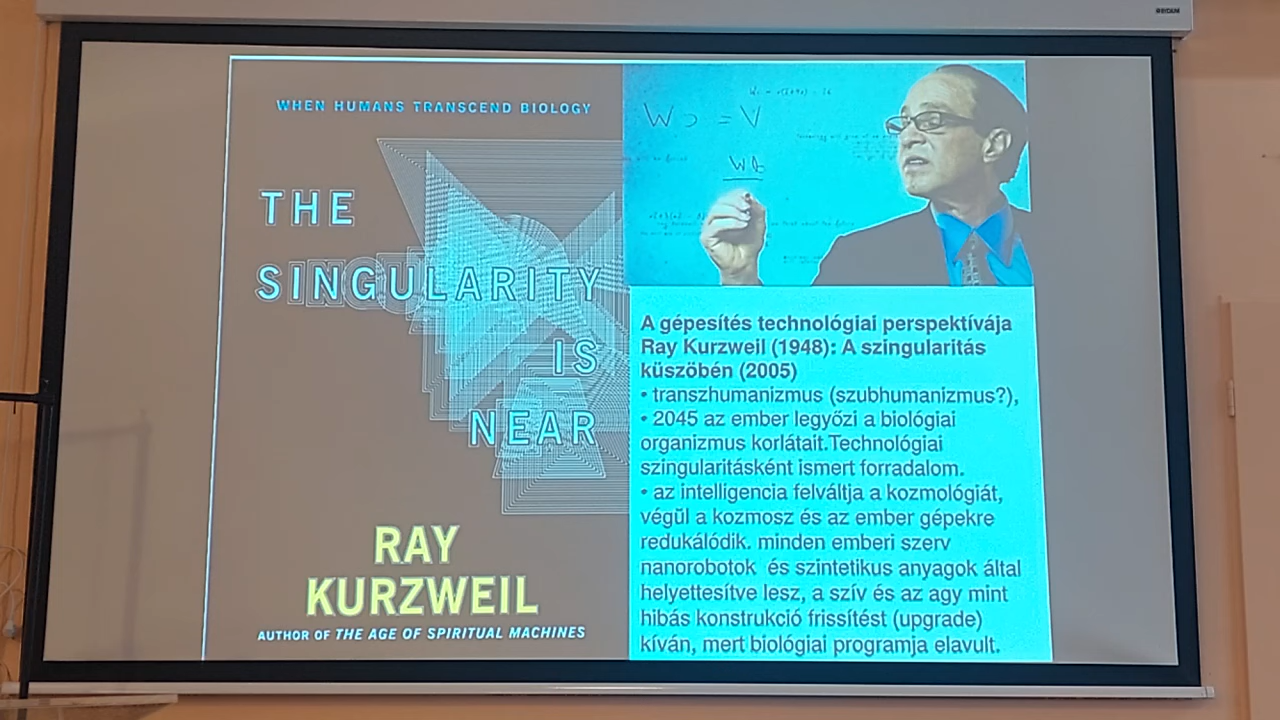 WHEN HUMANS TRANSCEND BIOLOGY
THE
SINGULARITY
IS
NEAR
RAY
KURZWEIL
AUTHOR OF THE AGE OF SPIRITUAL MACHINES
A gépesítés technológiai perspektívája
Ray Kurzweil (1948): A szingularitás
küszöbén (2005)
• transzhumanizmus (szubhumanizmus?),
• 2045 az ember legyőzi a biológiai
organizmus korlátait.Technológiai
szingularitásként ismert forradalom.
• az intelligencia felváltja a kozmológiát,
végül a kozmosz és az ember gépekre
redukálódik. minden emberi szerv
nanorobotok és szintetikus anyagok által
helyettesítve lesz, a szív és az agy mint
hibás konstrukció frissítést (upgrade)
kíván, mert biológiai programja elavult.